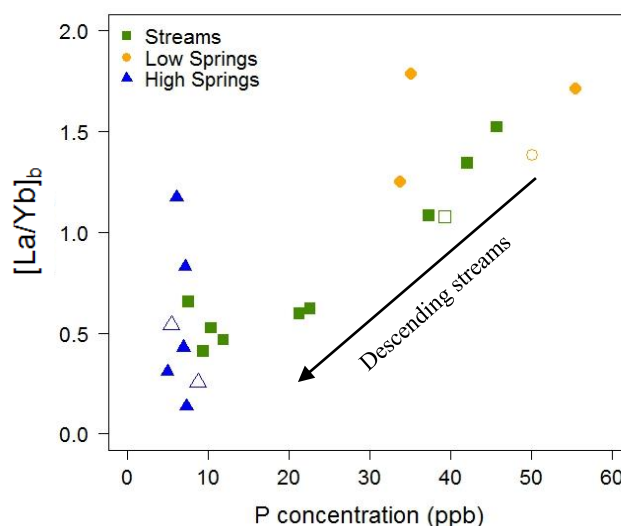 2.0
1.5
1.0
0.5
0.0
[La/Yb]b
Streams
Low Springs
High Springs
Descending streams
0 10 20 30 40 50 60
P concentration (ppb)